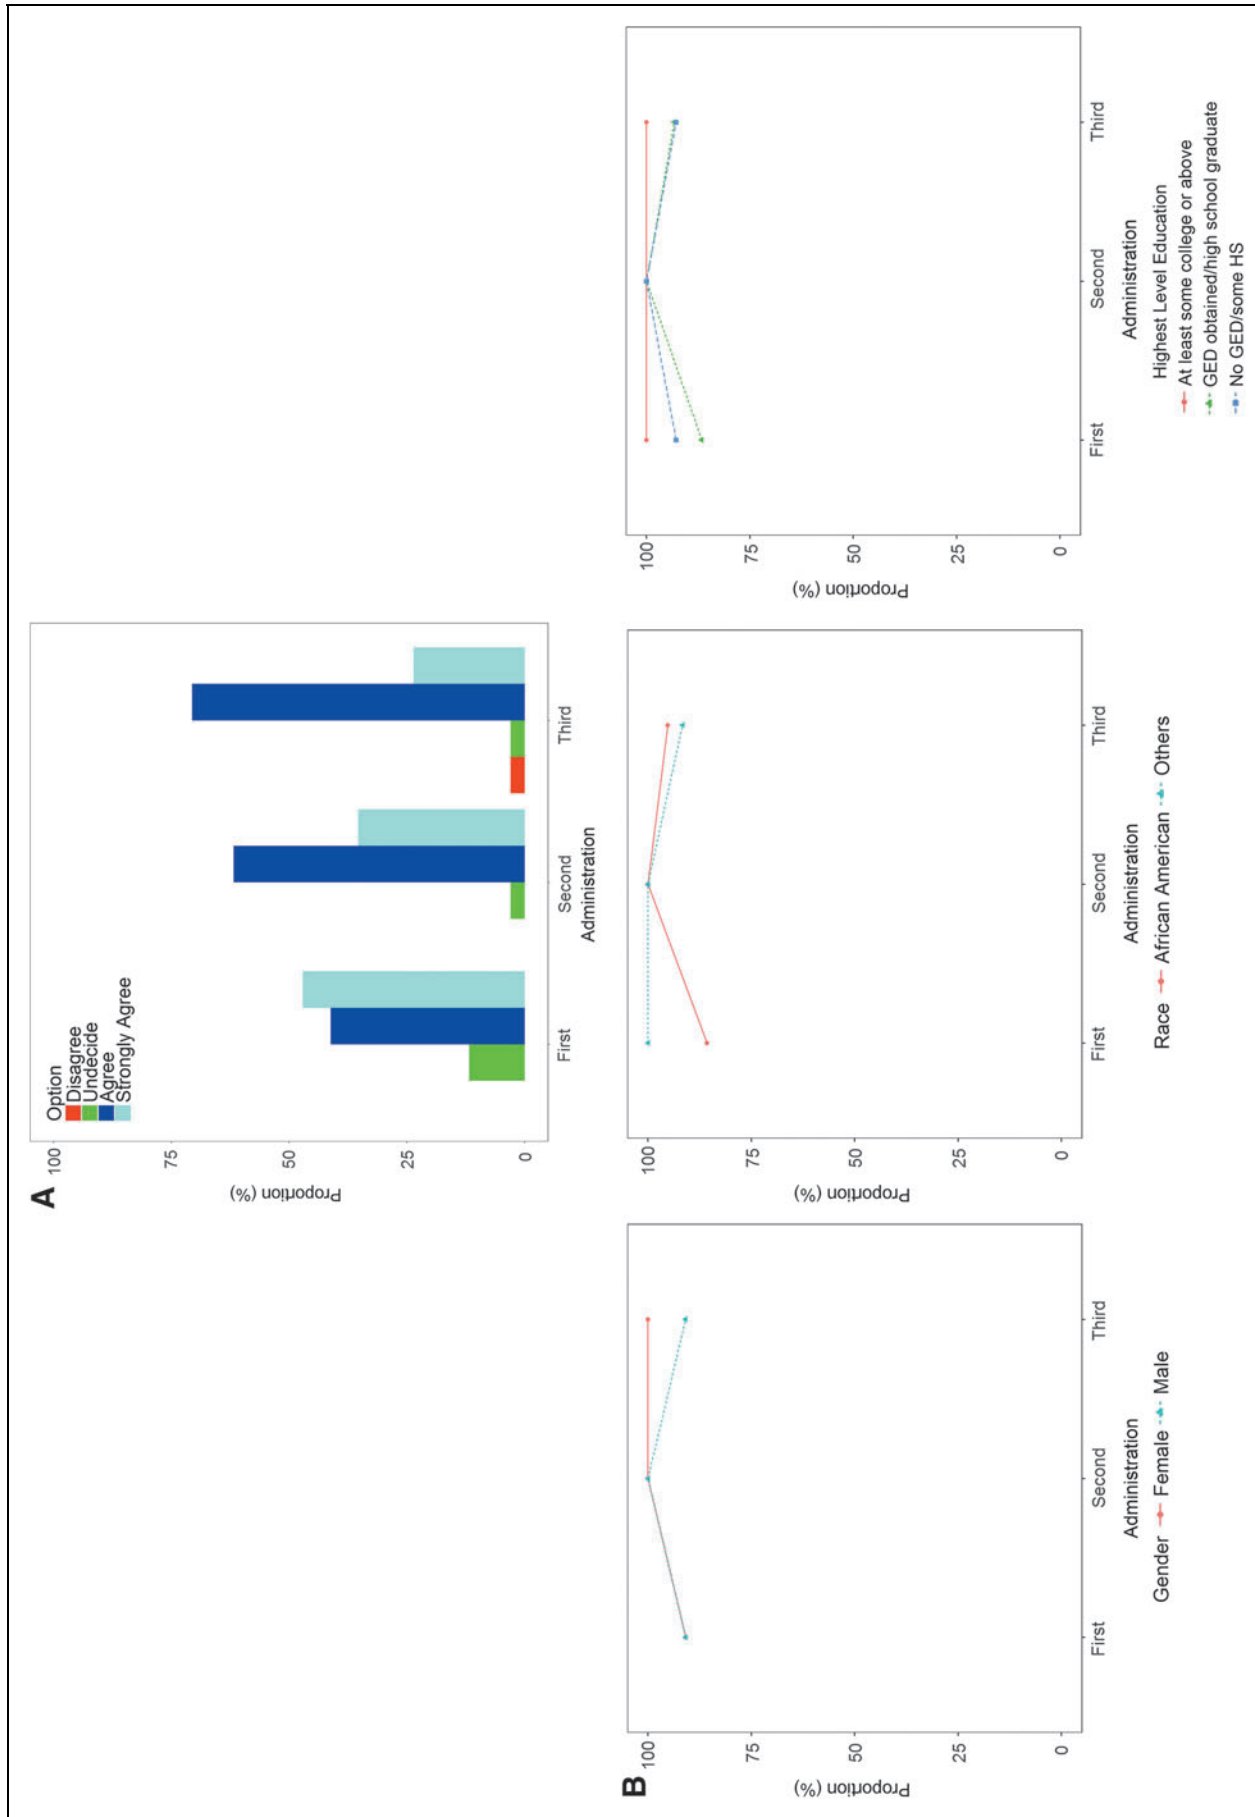 A
Proportion (%)
100
75
50
25
0
Option
Disagree
Undecide
Agree
Strongly Agree
First
Second
Third
Administration
B
Proportion (%)
100
75
50
25
0
First
Second
Third
Administration
Gender Female Male
Proportion (%)
100
75
50
25
0
First
Second
Third
Administration
Race African American Others
Proportion (%)
100
75
50
25
0
First
Second
Third
Administration
Highest Level Education
At least some college or above
GED obtained/high school graduate
No GED/some HS